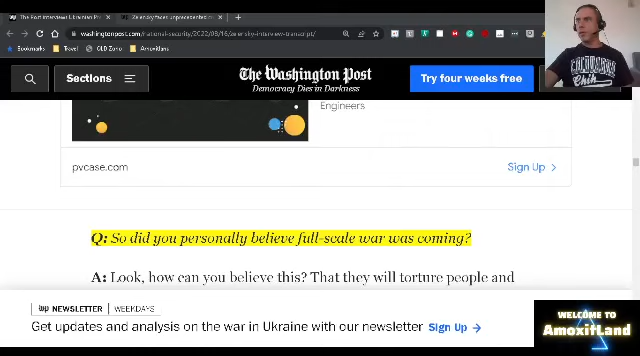 The Post interviews Ukrainian Pr
Zelensky faces unprecedented
washingtonpost.com/national-security/2022/08/16/zelensky-interview-transcript/
Bookmarks
Travel
OLD Zono
Amoxitlans
Sections
The Washington Post
Democracy Dies in Darkness
Try four weeks free
Engineers
pvcase.com
Sign Up
Q: So did you personally believe full-scale war was coming?
A: Look, how can you believe this? That they will torture people and
wp NEWSLETTER | WEEKDAYS
Get updates and analysis on the war in Ukraine with our newsletter Sign Up
WELCOME TO
AmoxitLand